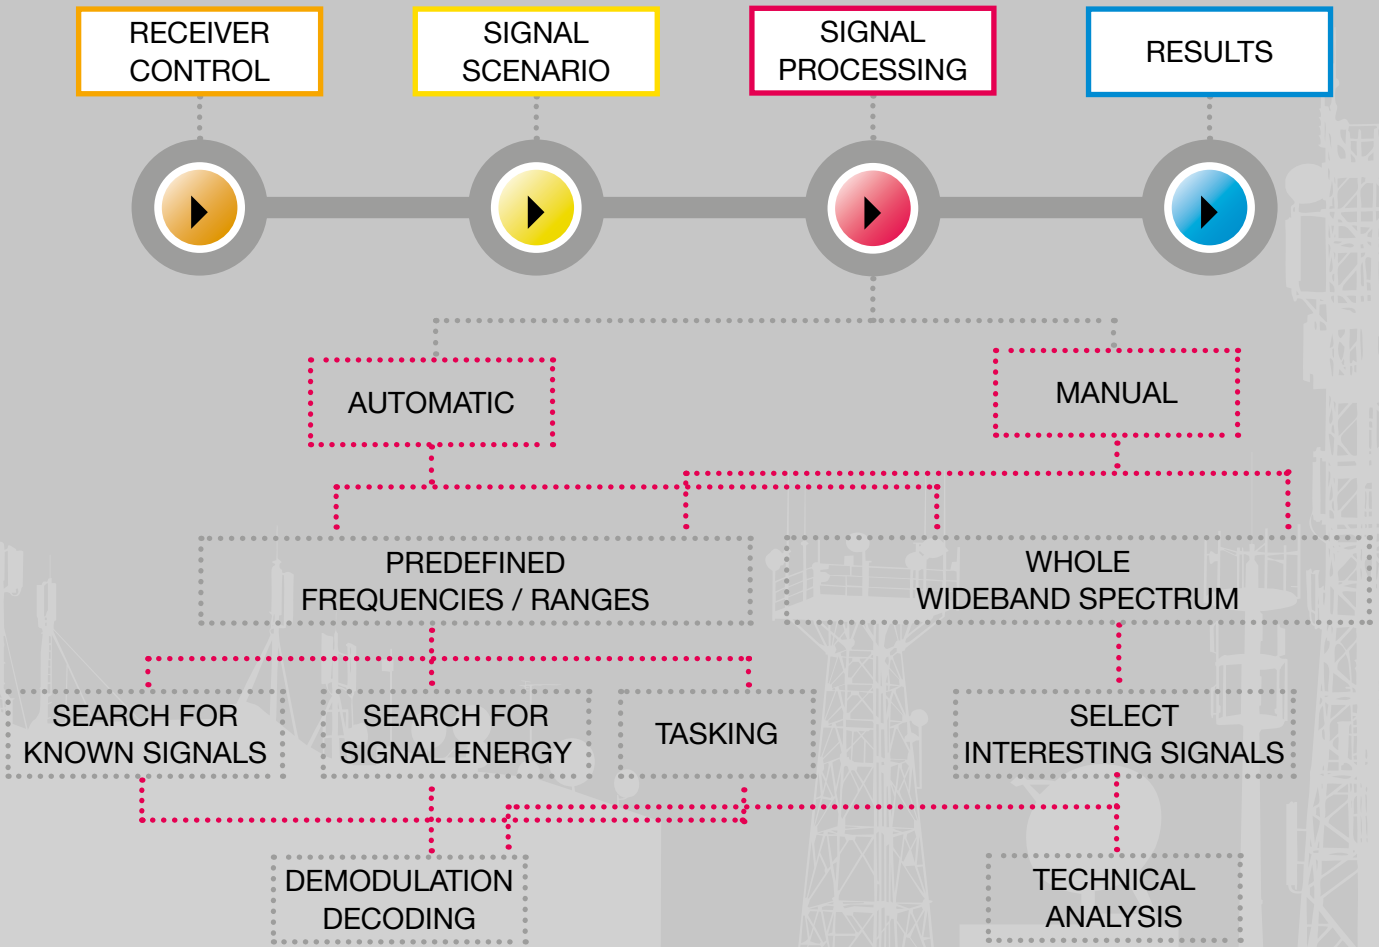 RECEIVER
CONTROL
SIGNAL
SCENARIO
SIGNAL
PROCESSING
RESULTS
AUTOMATIC
MANUAL
PREDEFINED
FREQUENCIES / RANGES
WHOLE
WIDEBAND SPECTRUM
SEARCH FOR
KNOWN SIGNALS
SEARCH FOR
SIGNAL ENERGY
TASKING
SELECT
INTERESTING SIGNALS
DEMODULATION
DECODING
TECHNICAL
ANALYSIS